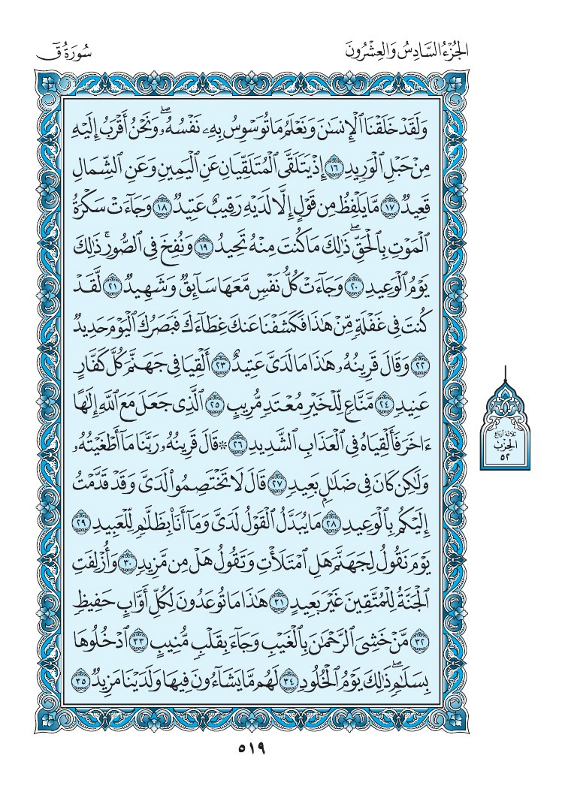 الجُزْءُ السَّادِسُ وَالعِشْرُونَ
سُورَةُ قٓ
وَلَقَدْ خَلَقْنَا ٱلْإِنسَٰنَ وَنَعْلَمُ مَا تُوَسْوِسُ بِهِۦ نَفْسُهُۥۖ وَنَحْنُ أَقْرَبُ إِلَيْهِ
مِنْ حَبْلِ ٱلْوَرِيدِ ١٦ إِذْ يَتَلَقَّى ٱلْمُتَلَقِّيَانِ عَنِ ٱلْيَمِينِ وَعَنِ ٱلشِّمَالِ
قَعِيدٌ ١٧ مَّا يَلْفِظُ مِن قَوْلٍ إِلَّا لَدَيْهِ رَقِيبٌ عَتِيدٌ ١٨ وَجَآءَتْ سَكْرَةُ
ٱلْمَوْتِ بِٱلْحَقِّۖ ذَٰلِكَ مَا كُنتَ مِنْهُ تَحِيدُ ١٩ وَنُفِخَ فِي ٱلصُّورِۚ ذَٰلِكَ
يَوْمُ ٱلْوَعِيدِ ٢٠ وَجَآءَتْ كُلُّ نَفْسٍ مَّعَهَا سَآئِقٌ وَشَهِيدٌ ٢١ لَّقَدْ
كُنتَ فِي غَفْلَةٍ مِّنْ هَٰذَا فَكَشَفْنَا عَنكَ غِطَآءَكَ فَبَصَرُكَ ٱلْيَوْمَ حَدِيدٌ
٢٢ وَقَالَ قَرِينُهُۥ هَٰذَا مَا لَدَيَّ عَتِيدٌ ٢٣ أَلْقِيَا فِي جَهَنَّمَ كُلَّ كَفَّارٍ
عَنِيدٍ ٢٤ مَّنَّاعٍ لِّلْخَيْرِ مُعْتَدٍ مُّرِيبٍ ٢٥ ٱلَّذِي جَعَلَ مَعَ ٱللَّهِ إِلَٰهًا
ءَاخَرَ فَأَلْقِيَاهُ فِي ٱلْعَذَابِ ٱلشَّدِيدِ ٢٦ ۞ قَالَ قَرِينُهُۥ رَبَّنَا مَآ أَطْغَيْتُهُۥ
وَلَٰكِن كَانَ فِي ضَلَٰلٍۭ بَعِيدٍ ٢٧ قَالَ لَا تَخْتَصِمُوا۟ لَدَيَّ وَقَدْ قَدَّمْتُ
إِلَيْكُم بِٱلْوَعِيدِ ٢٨ مَا يُبَدَّلُ ٱلْقَوْلُ لَدَيَّ وَمَآ أَنَا۠ بِظَلَّٰمٍ لِّلْعَبِيدِ ٢٩
يَوْمَ نَقُولُ لِجَهَنَّمَ هَلِ ٱمْتَلَأْتِ وَتَقُولُ هَلْ مِن مَّزِيدٍ ٣٠ وَأُزْلِفَتِ
ٱلْجَنَّةُ لِلْمُتَّقِينَ غَيْرَ بَعِيدٍ ٣١ هَٰذَا مَا تُوعَدُونَ لِكُلِّ أَوَّابٍ حَفِيظٍ
٣٢ مَّنْ خَشِيَ ٱلرَّحْمَٰنَ بِٱلْغَيْبِ وَجَآءَ بِقَلْبٍ مُّنِيبٍ ٣٣ ٱدْخُلُوهَا
بِسَلَٰمٍۖ ذَٰلِكَ يَوْمُ ٱلْخُلُودِ ٣٤ لَهُم مَّا يَشَآءُونَ فِيهَا وَلَدَيْنَا مَزِيدٌ ٣٥
ثلاثة أرباع
الحزب
٥٢
٥١٩